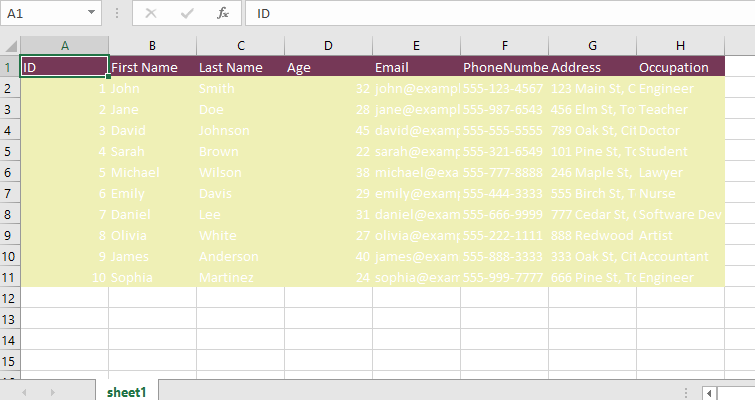 A1 fx ID
A B C D E F G H
1 ID First Name Last Name Age Email PhoneNumbe Address Occupation
2 1 John Smith 32 john@exampl 555-123-4567 123 Main St, C Engineer
3 2 Jane Doe 28 jane@exampl 555-987-6543 456 Elm St, To Teacher
4 3 David Johnson 45 david@examp 555-555-5555 789 Oak St, Cit Doctor
5 4 Sarah Brown 22 sarah@examp 555-321-6549 101 Pine St, To Student
6 5 Michael Wilson 38 michael@exa 555-777-8888 246 Maple St, Lawyer
7 6 Emily Davis 29 emily@examp 555-444-3333 555 Birch St, T Nurse
8 7 Daniel Lee 31 daniel@exam 555-666-9999 777 Cedar St, Software Dev
9 8 Olivia White 27 olivia@examp 555-222-1111 888 Redwood Artist
10 9 James Anderson 40 james@exam 555-888-3333 333 Oak St, Cit Accountant
11 10 Sophia Martinez 24 sophia@exam 555-999-7777 666 Pine St, To Engineer
12
13
14
15
sheet1